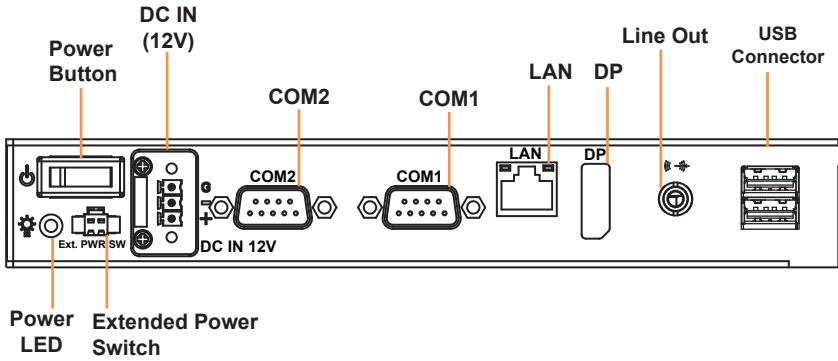 DC IN
(12V)
Power
Button
COM2
COM1
LAN
DP
Line Out
USB
Connector
LAN
DP
COM2
COM1
G
Ext. PWR SW
DC IN 12V
Power
LED
Extended Power
Switch